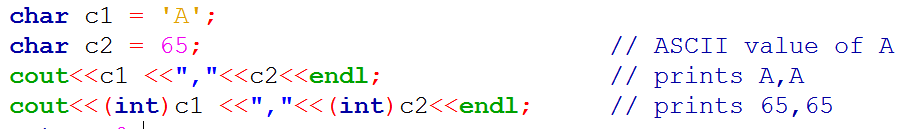 char c1 = 'A';
char c2 = 65; // ASCII value of A
cout<<c1 <<","<<c2<<endl; // prints A,A
cout<<(int)c1 <<","<<(int)c2<<endl; // prints 65,65